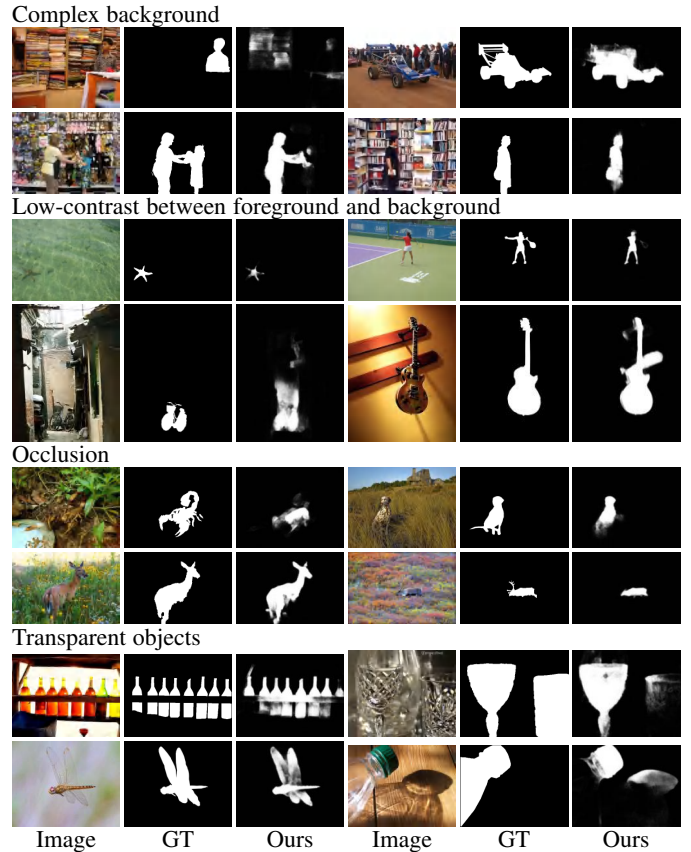 Complex background
Low-contrast between foreground and background
Occlusion
Transparent objects
Image GT Ours Image GT Ours